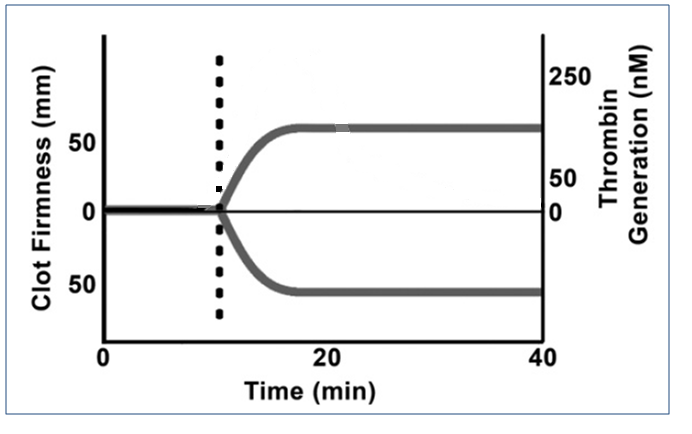 Clot Firmness (mm)
50
0
50
250
50
0
Thrombin
Generation (nM)
0
20
40
Time (min)